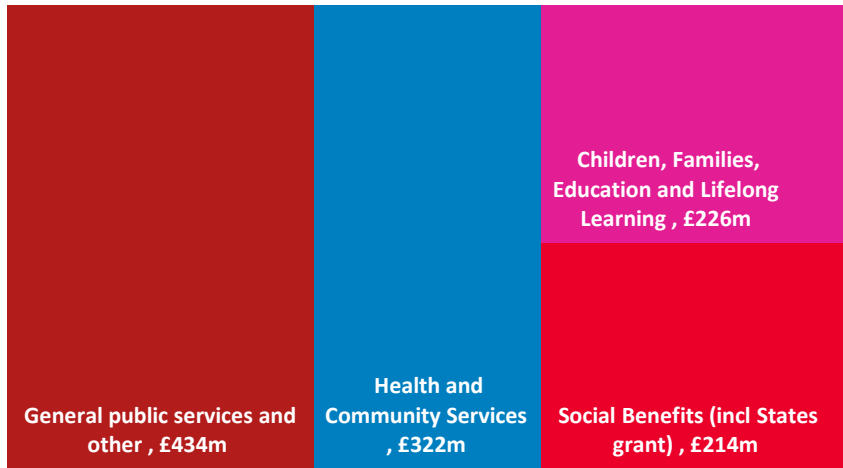 General public services and
other , £434m
Health and
Community Services
, £322m
Children, Families,
Education and Lifelong
Learning , £226m
Social Benefits (incl States
grant) , £214m